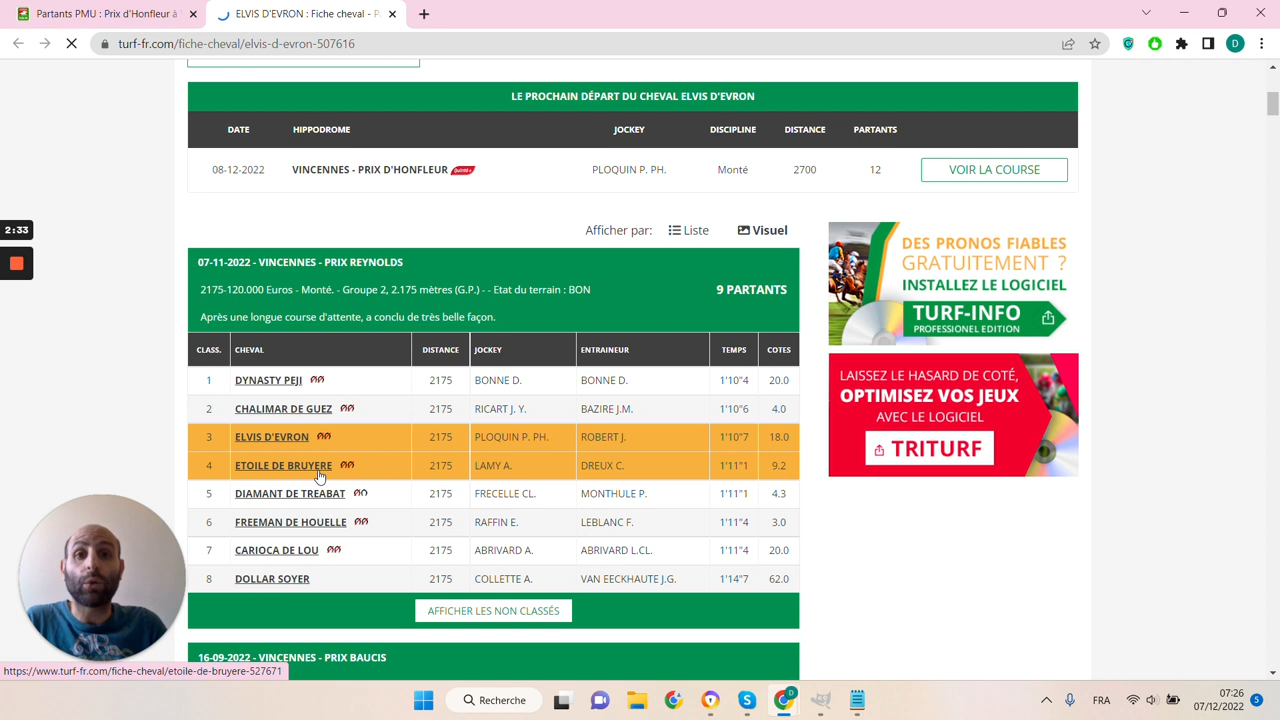 Partants PMU : Prix d'Honfleur à
ELVIS D'EVRON : Fiche cheval - P
turf-fr.com/fiche-cheval/elvis-d-evron-507616
D
LE PROCHAIN DÉPART DU CHEVAL ELVIS D'EVRON
DATE HIPPODROME JOCKEY DISCIPLINE DISTANCE PARTANTS
08-12-2022 VINCENNES - PRIX D'HONFLEUR Quinté+ PLOQUIN P. PH. Monté 2700 12 VOIR LA COURSE
2:33
Afficher par: Liste Visuel
07-11-2022 - VINCENNES - PRIX REYNOLDS
2175-120.000 Euros - Monté. - Groupe 2, 2.175 mètres (G.P.) - - Etat du terrain : BON 9 PARTANTS
Après une longue course d'attente, a conclu de très belle façon.
CLASS. CHEVAL DISTANCE JOCKEY ENTRAINEUR TEMPS COTES
1 DYNASTY PEJI 2175 BONNE D. BONNE D. 1'10"4 20.0
2 CHALIMAR DE GUEZ 2175 RICART J. Y. BAZIRE J.M. 1'10"6 4.0
3 ELVIS D'EVRON 2175 PLOQUIN P. PH. ROBERT J. 1'10"7 18.0
4 ETOILE DE BRUYERE 2175 LAMY A. DREUX C. 1'11"1 9.2
5 DIAMANT DE TREABAT 2175 FRECELLE CL. MONTHULE P. 1'11"1 4.3
6 FREEMAN DE HOUELLE 2175 RAFFIN E. LEBLANC F. 1'11"4 3.0
7 CARIOCA DE LOU 2175 ABRIVARD A. ABRIVARD L.CL. 1'11"4 20.0
8 DOLLAR SOYER 2175 COLLETTE A. VAN EECKHAUTE J.G. 1'14"7 62.0
AFFICHER LES NON CLASSÉS
16-09-2022 - VINCENNES - PRIX BAUCIS
DES PRONOS FIABLES
GRATUITEMENT ?
INSTALLEZ LE LOGICIEL
TURF-INFO
PROFESSIONEL EDITION
LAISSEZ LE HASARD DE COTÉ,
OPTIMISEZ VOS JEUX
AVEC LE LOGICIEL
TRITURF
https://www.turf-fr.com/fiche-cheval/etoile-de-bruyere-527671
Recherche
D
FRA
07:26
07/12/2022
5